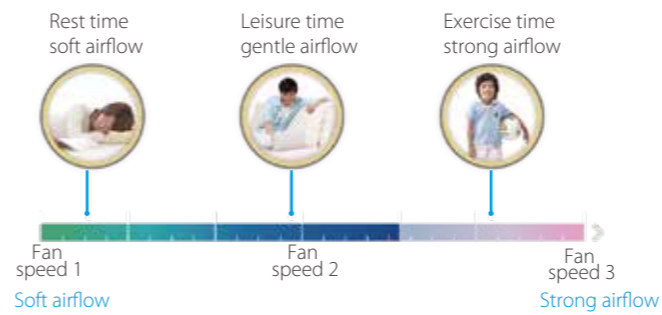 Rest time
soft airflow
Leisure time
gentle airflow
Exercise time
strong airflow
Fan
speed 1
Fan
speed 2
Fan
speed 3
Soft airflow
Strong airflow